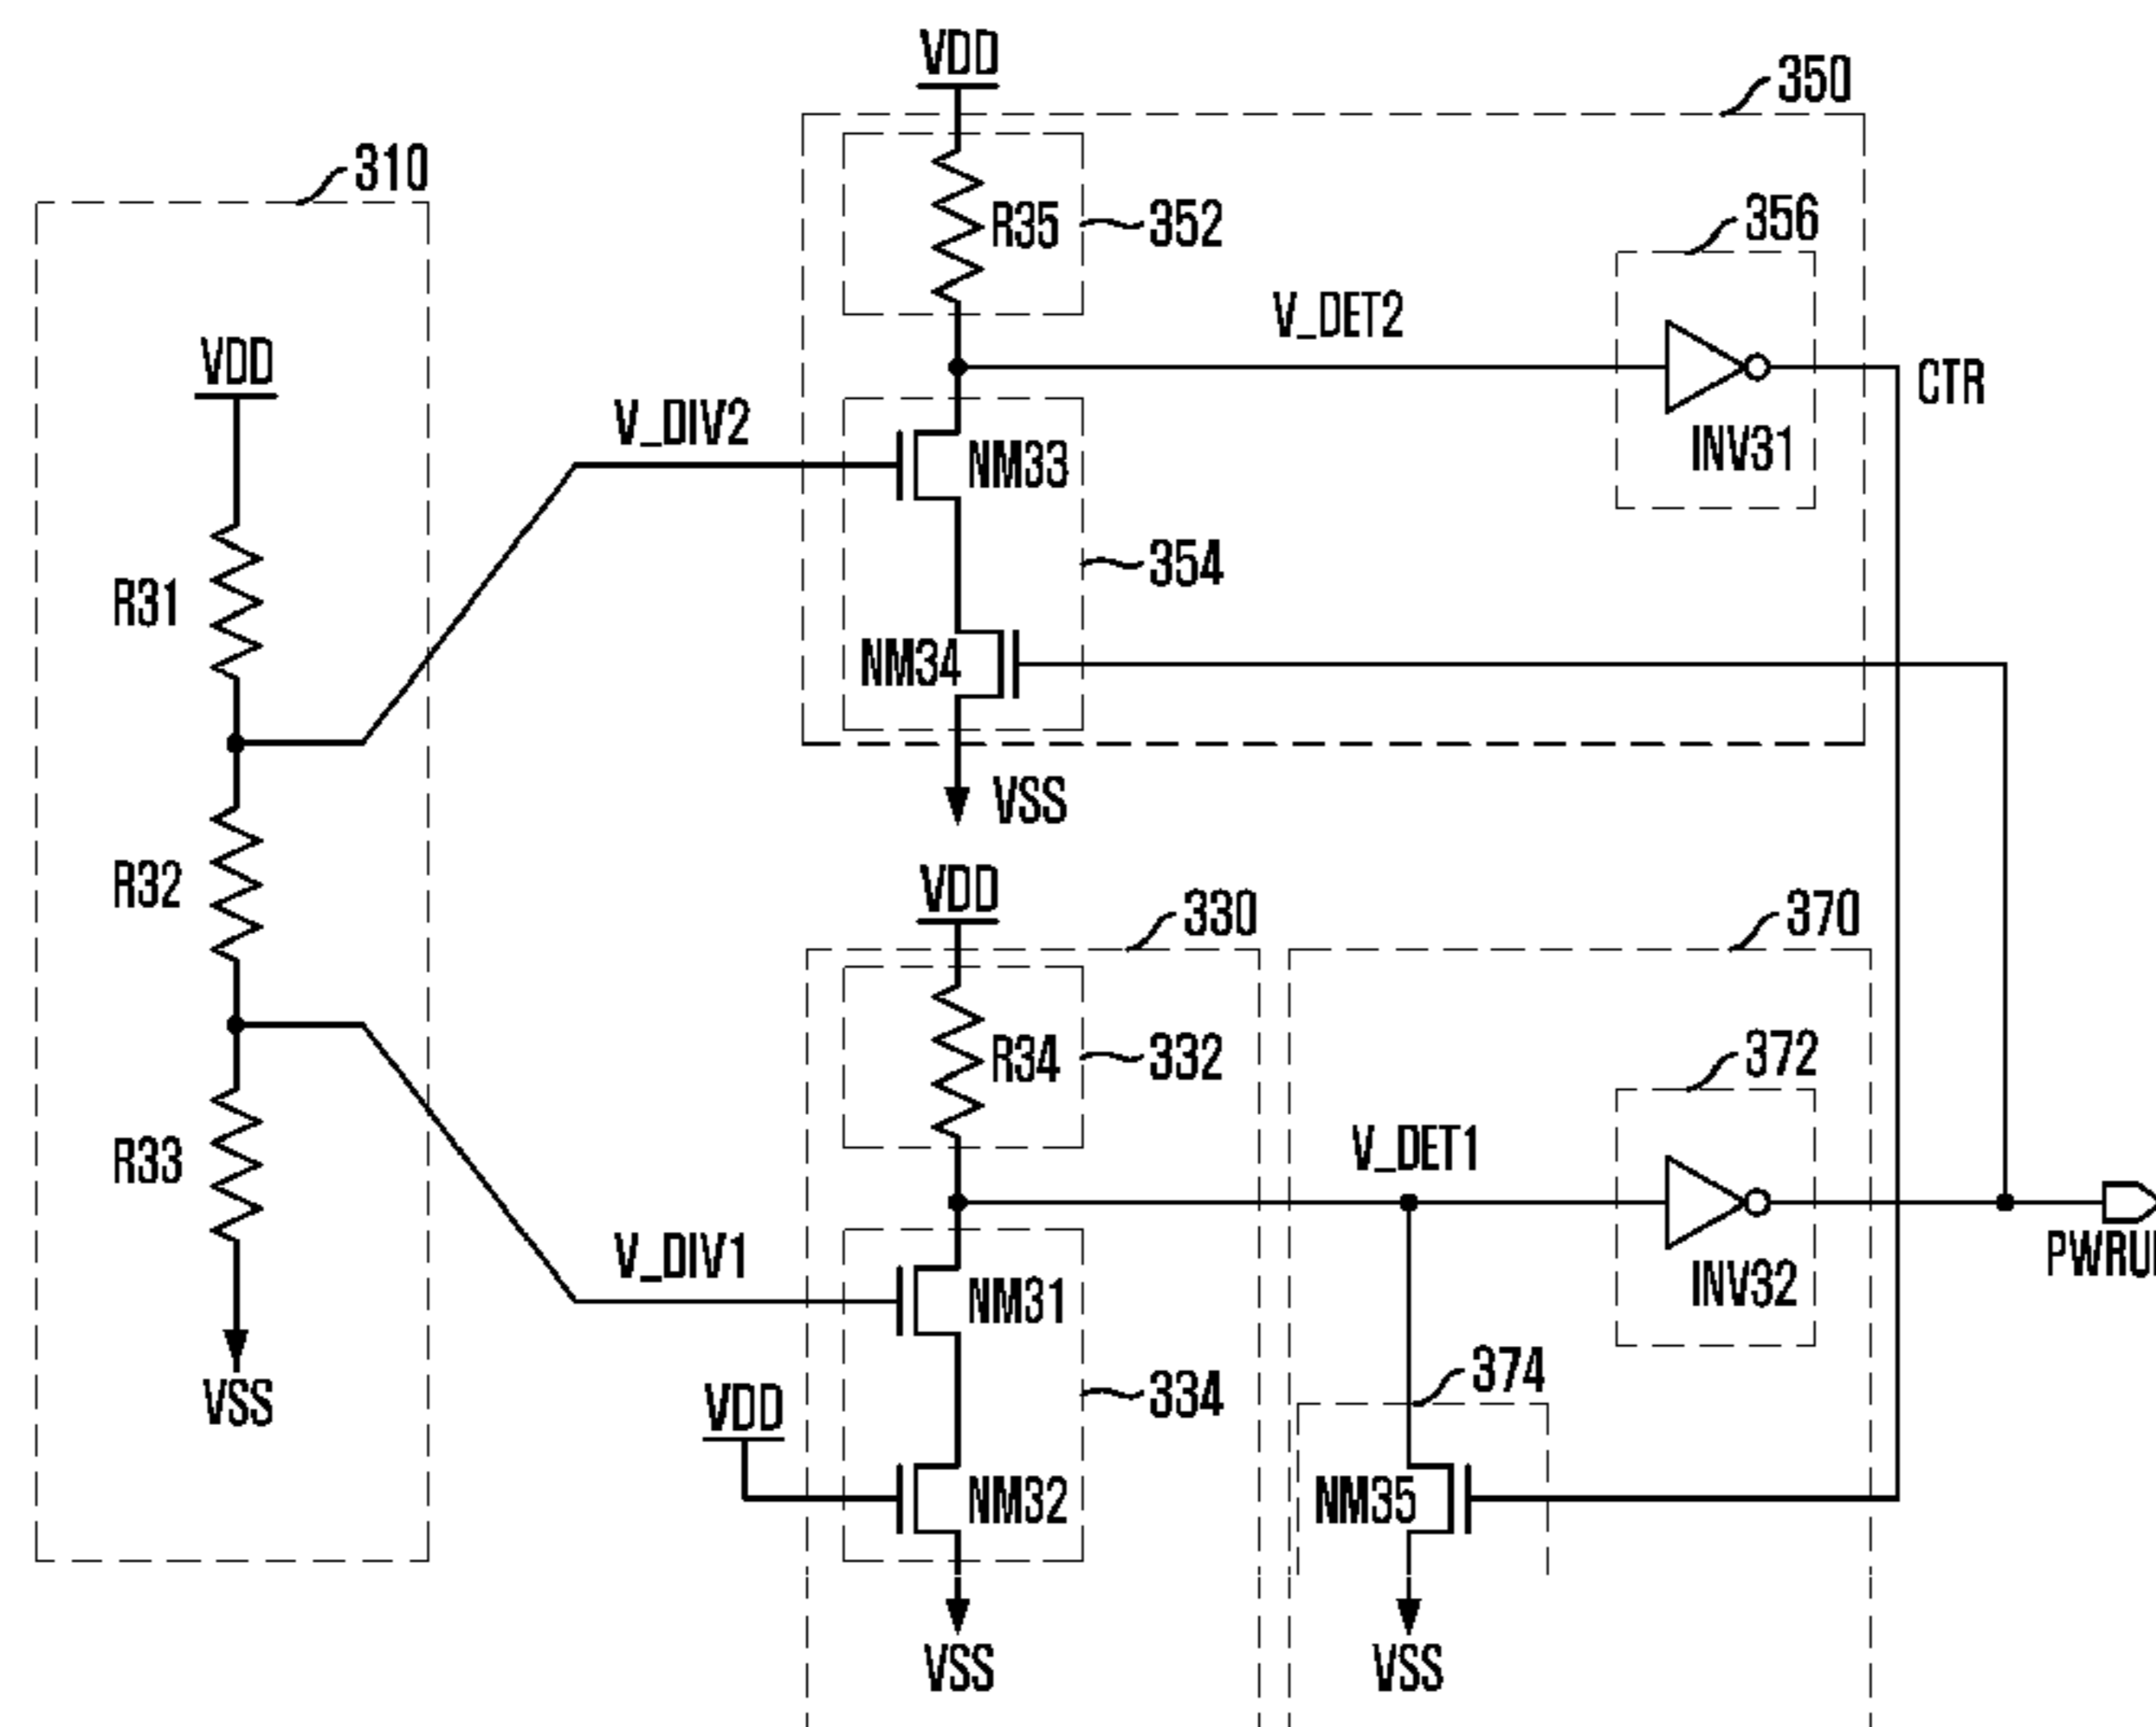 310
VDD
R31
R32
R33
VSS
V_DIV2
V_DIV1
VDD
350
R35
352
356
V_DET2
CTR
INV31
NM33
354
NM34
VSS
VDD
330
370
R34
332
372
V_DET1
INV32
NM31
334
374
VDD
NM32
NM35
VSS
VSS